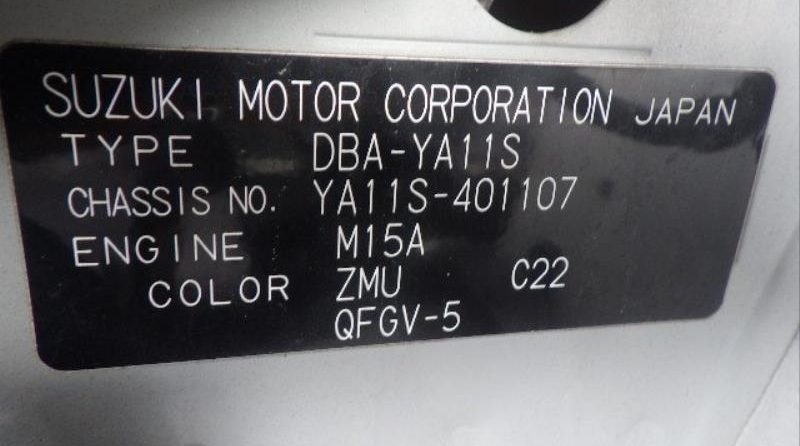 SUZUKI MOTOR CORPORATION JAPAN
TYPE DBA-YA11S
CHASSIS NO. YA11S-401107
ENGINE M15A
COLOR ZMU C22
QFGV-5